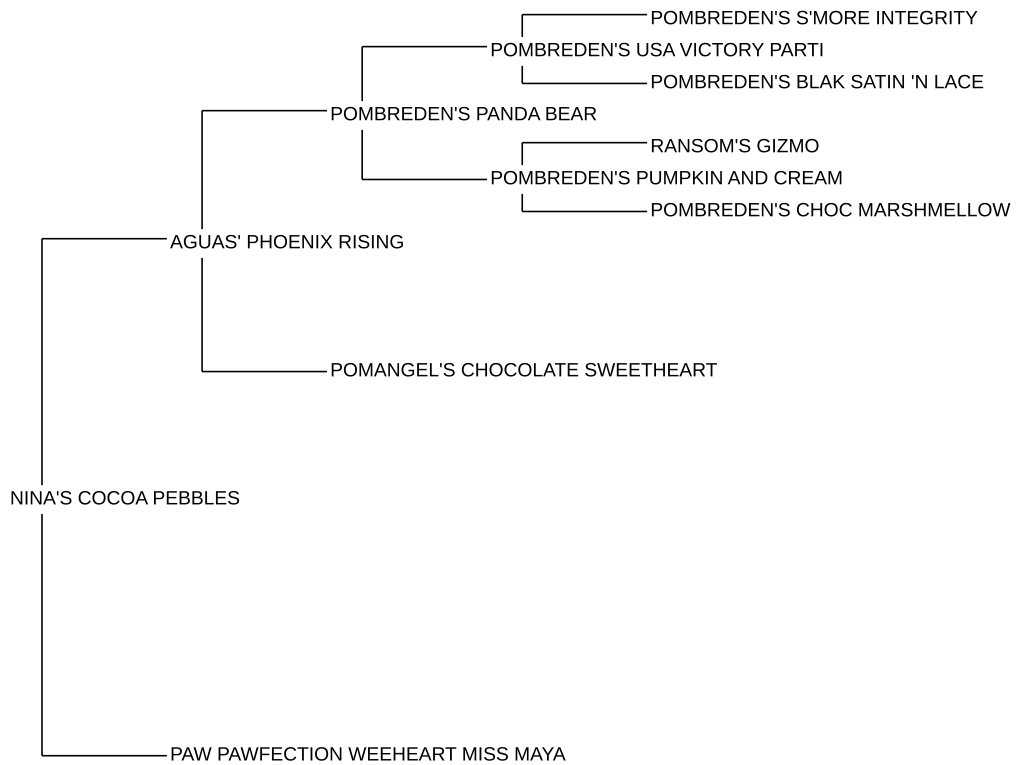 POMBREDEN'S S'MORE INTEGRITY
POMBREDEN'S USA VICTORY PARTI
POMBREDEN'S BLAK SATIN 'N LACE
POMBREDEN'S PANDA BEAR
RANSOM'S GIZMO
POMBREDEN'S PUMPKIN AND CREAM
POMBREDEN'S CHOC MARSHMELLOW
AGUAS' PHOENIX RISING
POMANGEL'S CHOCOLATE SWEETHEART
NINA'S COCOA PEBBLES
PAW PAWFECTION WEEHEART MISS MAYA